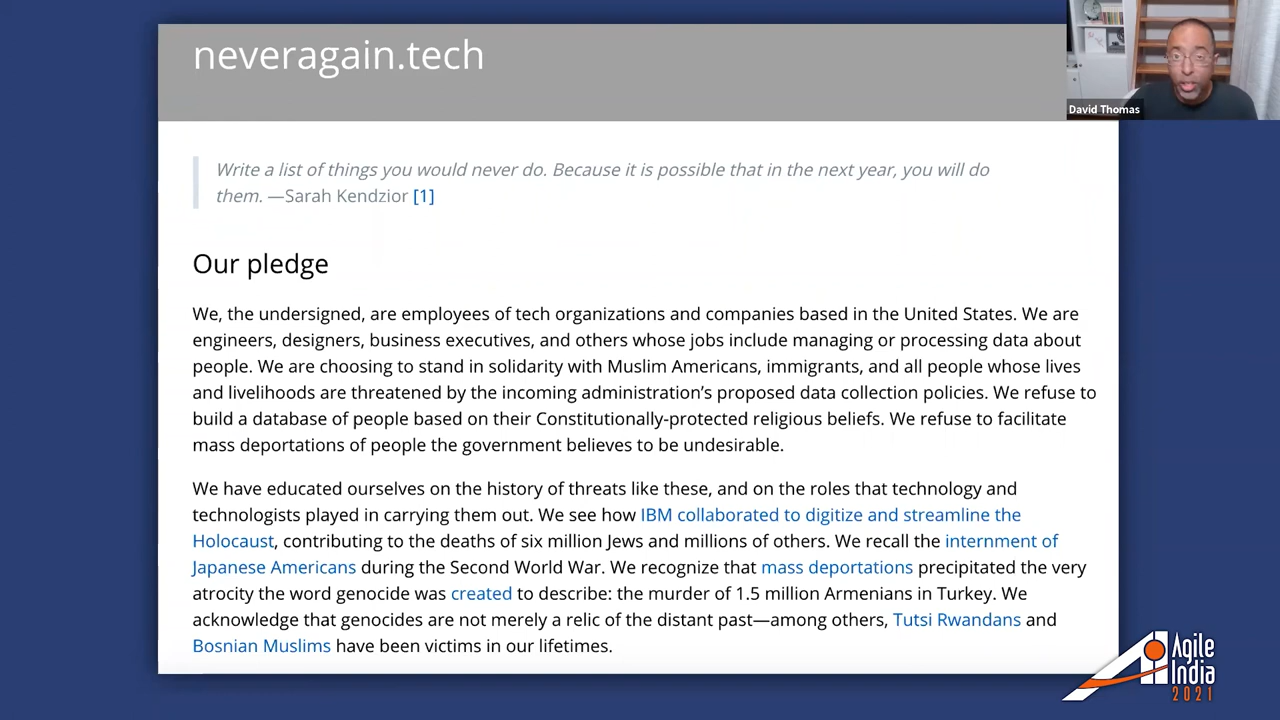 neveragain.tech
David Thomas
Write a list of things you would never do. Because it is possible that in the next year, you will do
them. —Sarah Kendzior [1]
Our pledge
We, the undersigned, are employees of tech organizations and companies based in the United States. We are
engineers, designers, business executives, and others whose jobs include managing or processing data about
people. We are choosing to stand in solidarity with Muslim Americans, immigrants, and all people whose lives
and livelihoods are threatened by the incoming administration’s proposed data collection policies. We refuse to
build a database of people based on their Constitutionally-protected religious beliefs. We refuse to facilitate
mass deportations of people the government believes to be undesirable.
We have educated ourselves on the history of threats like these, and on the roles that technology and
technologists played in carrying them out. We see how IBM collaborated to digitize and streamline the
Holocaust, contributing to the deaths of six million Jews and millions of others. We recall the internment of
Japanese Americans during the Second World War. We recognize that mass deportations precipitated the very
atrocity the word genocide was created to describe: the murder of 1.5 million Armenians in Turkey. We
acknowledge that genocides are not merely a relic of the distant past—among others, Tutsi Rwandans and
Bosnian Muslims have been victims in our lifetimes.
Agile
India
2021